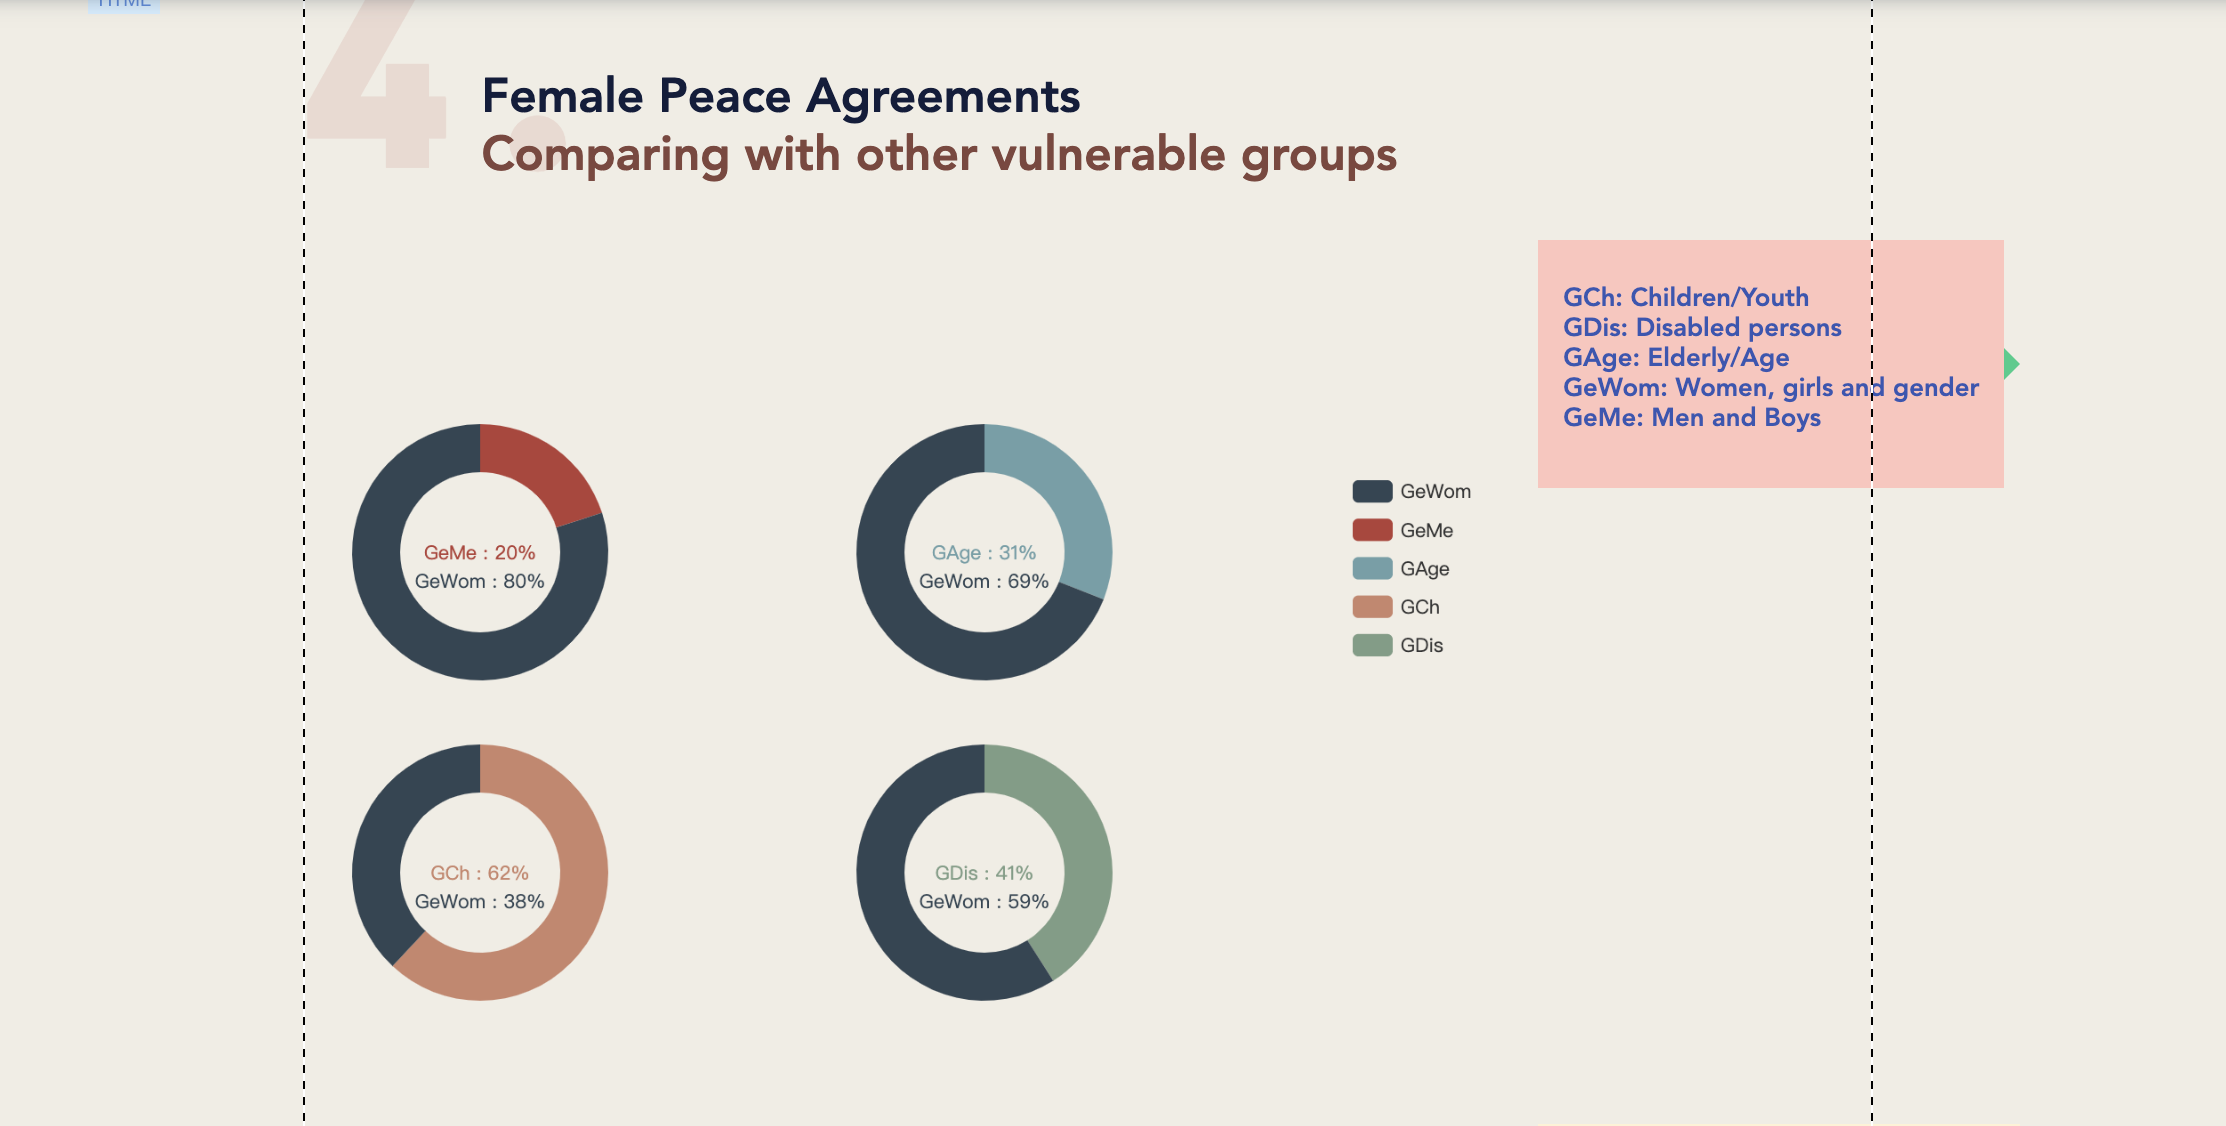 HTML
4.
Female Peace Agreements
Comparing with other vulnerable groups
GCh: Children/Youth
GDis: Disabled persons
GAge: Elderly/Age
GeWom: Women, girls and gender
GeMe: Men and Boys
GeMe : 20%
GeWom : 80%
GAge : 31%
GeWom : 69%
GeWom
GeMe
GAge
GCh
GDis
GCh : 62%
GeWom : 38%
GDis : 41%
GeWom : 59%